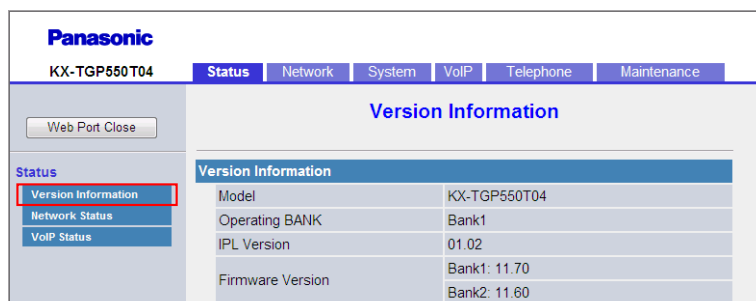 Panasonic
KX-TGP550T04
Status Network System VoIP Telephone Maintenance
Web Port Close
Version Information
Status
Version Information
Network Status
VoIP Status
Version Information
Model KX-TGP550T04
Operating BANK Bank1
IPL Version 01.02
Firmware Version Bank1: 11.70
Bank2: 11.60